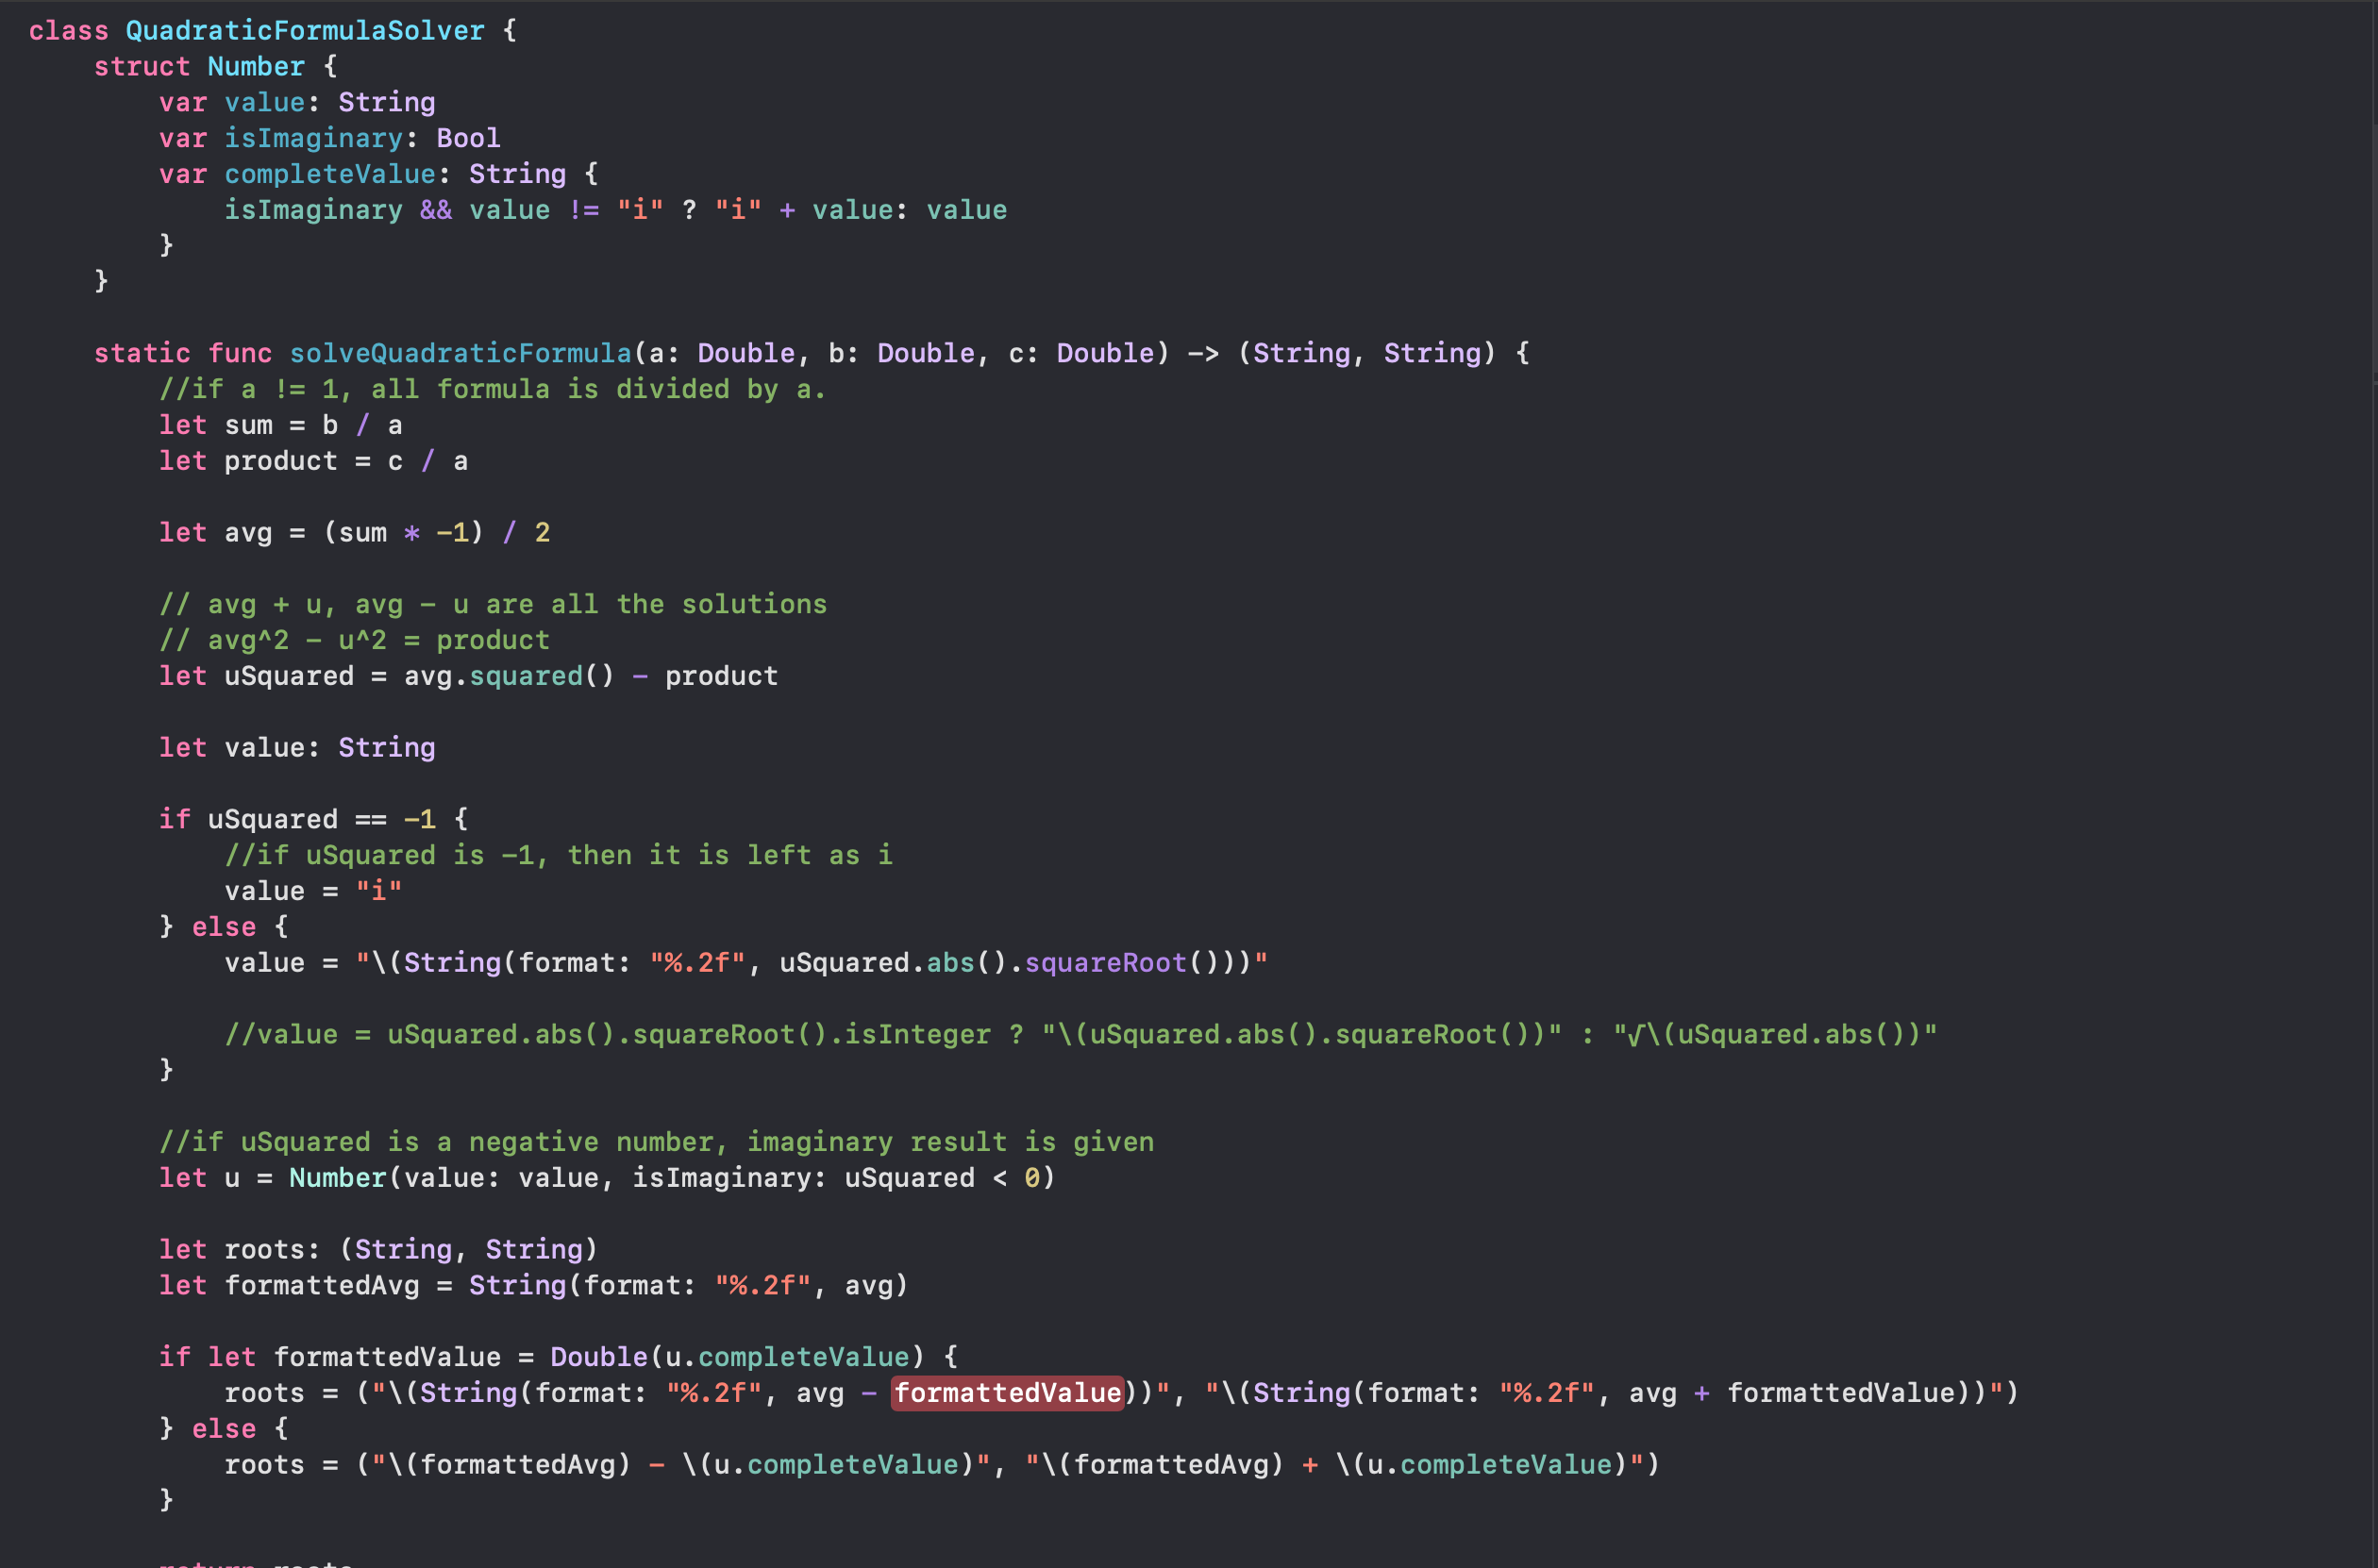 class QuadraticFormulaSolver {
    struct Number {
        var value: String
        var isImaginary: Bool
        var completeValue: String {
            isImaginary && value != "i" ? "i" + value: value
        }
    }

    static func solveQuadraticFormula(a: Double, b: Double, c: Double) -> (String, String) {
        //if a != 1, all formula is divided by a.
        let sum = b / a
        let product = c / a

        let avg = (sum * -1) / 2

        // avg + u, avg - u are all the solutions
        // avg^2 - u^2 = product
        let uSquared = avg.squared() - product

        let value: String

        if uSquared == -1 {
            //if uSquared is -1, then it is left as i
            value = "i"
        } else {
            value = "\(String(format: "%.2f", uSquared.abs().squareRoot()))"

            //value = uSquared.abs().squareRoot().isInteger ? "\(uSquared.abs().squareRoot())" : "√\(uSquared.abs())"
        }

        //if uSquared is a negative number, imaginary result is given
        let u = Number(value: value, isImaginary: uSquared < 0)

        let roots: (String, String)
        let formattedAvg = String(format: "%.2f", avg)

        if let formattedValue = Double(u.completeValue) {
            roots = ("\(String(format: "%.2f", avg - formattedValue))", "\(String(format: "%.2f", avg + formattedValue))")
        } else {
            roots = ("\(formattedAvg) - \(u.completeValue)", "\(formattedAvg) + \(u.completeValue)")
        }

        return roots